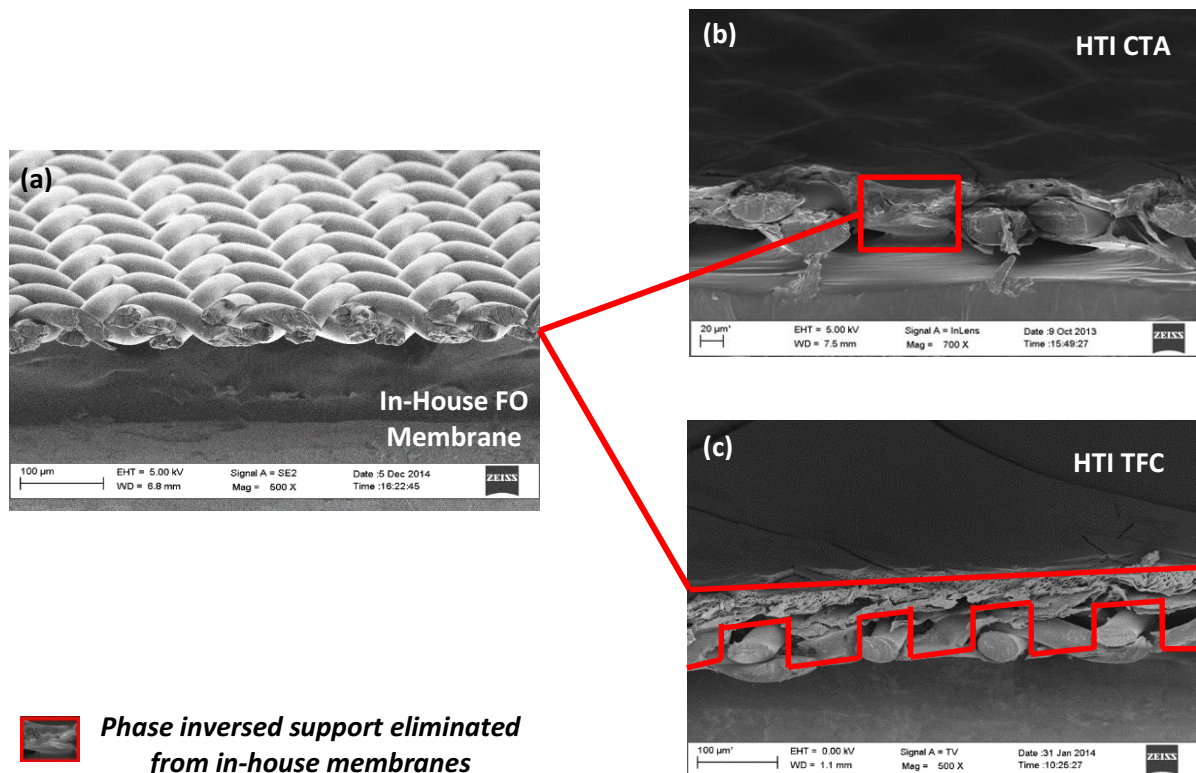 (a)
In-House FO
Membrane
100 µm
EHT = 5.00 kV
WD = 6.8 mm
Signal A = SE2
Mag = 500 X
Date :5 Dec 2014
Time :16:22:45
ZEISS
(b)
HTI CTA
20 µm*
EHT = 5.00 kV
WD = 7.5 mm
Signal A = InLens
Mag = 700 X
Date :9 Oct 2013
Time :15:49:27
ZEISS
(c)
HTI TFC
100 µm*
EHT = 0.00 kV
WD = 1.1 mm
Signal A = TV
Mag = 500 X
Date :31 Jan 2014
Time :10:25:27
ZEISS
Phase inversed support eliminated
from in-house membranes